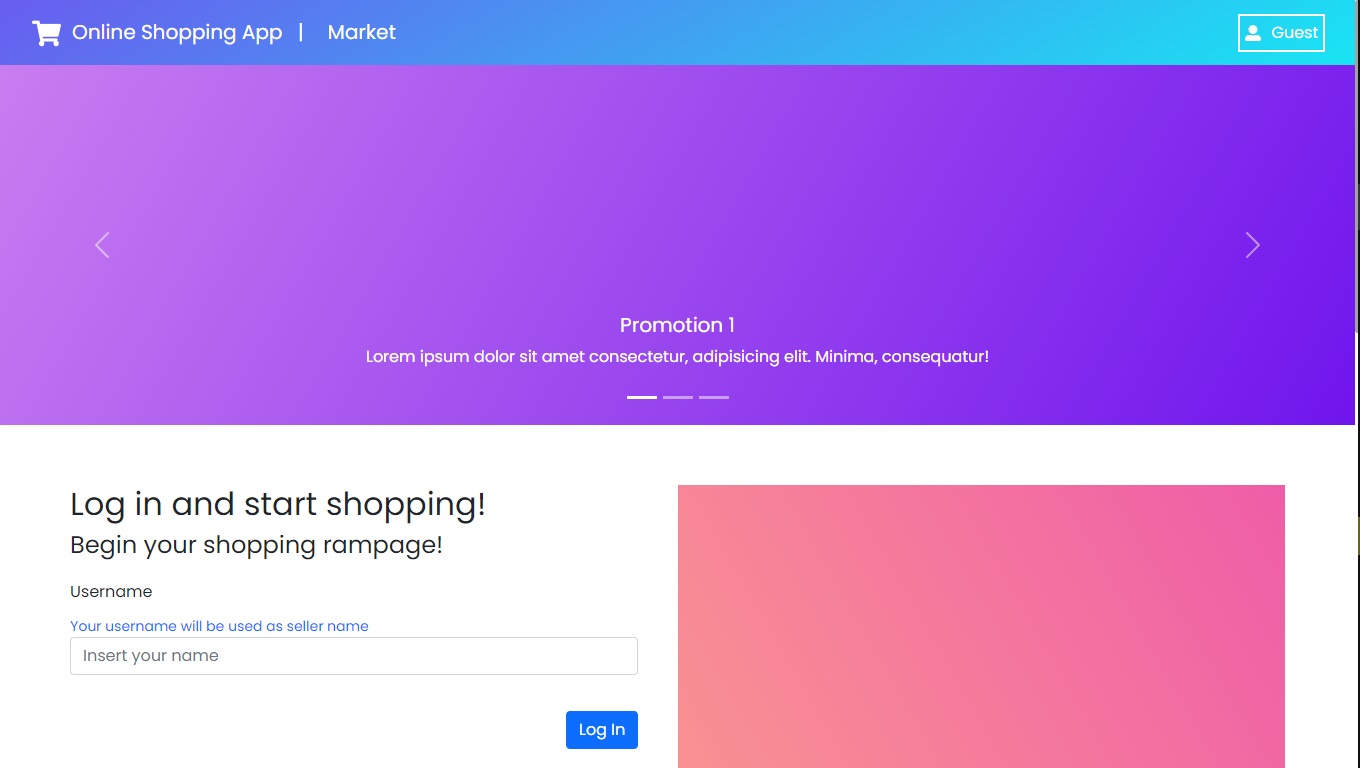 Online Shopping App | Market
Guest
Promotion 1
Lorem ipsum dolor sit amet consectetur, adipisicing elit. Minima, consequatur!
Log in and start shopping!
Begin your shopping rampage!
Username
Your username will be used as seller name
Insert your name
Log In